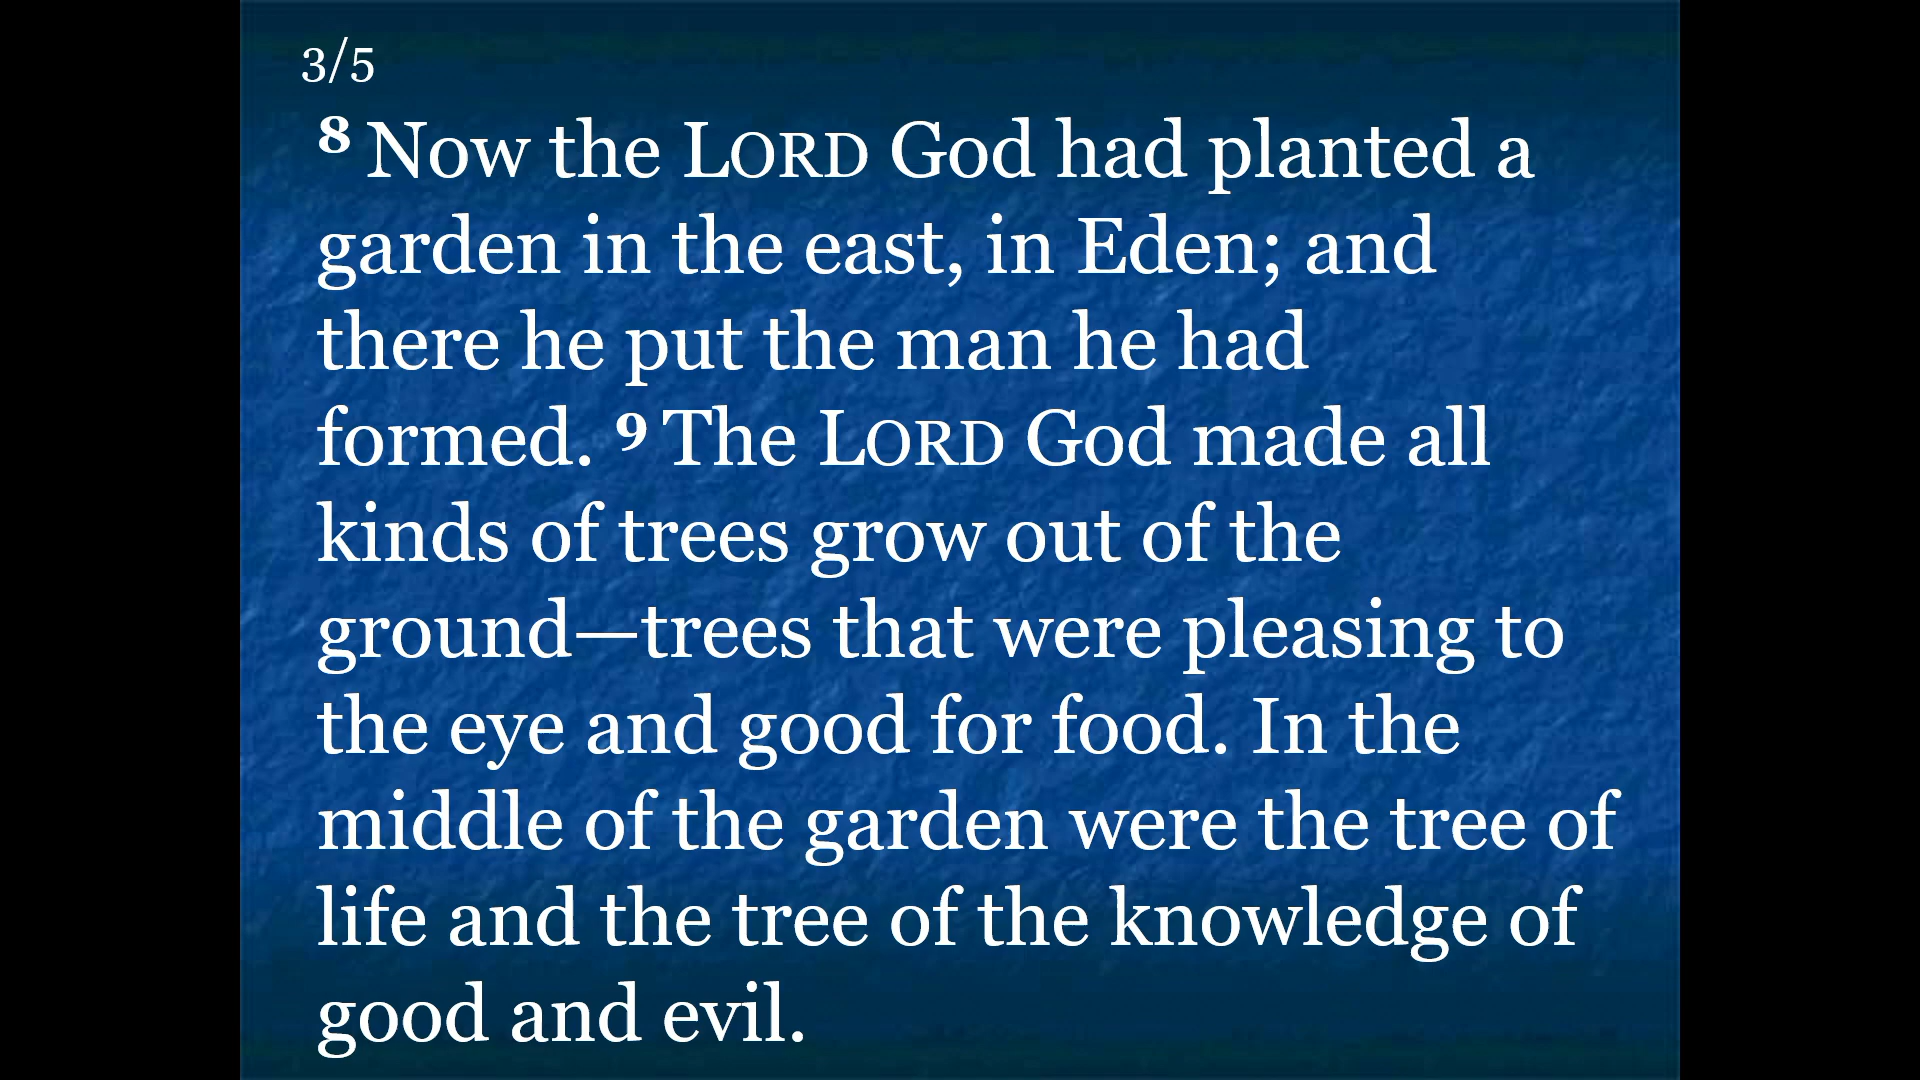 3/5
8 Now the LORD God had planted a
garden in the east, in Eden; and
there he put the man he had
formed. 9 The LORD God made all
kinds of trees grow out of the
ground—trees that were pleasing to
the eye and good for food. In the
middle of the garden were the tree of
life and the tree of the knowledge of
good and evil.